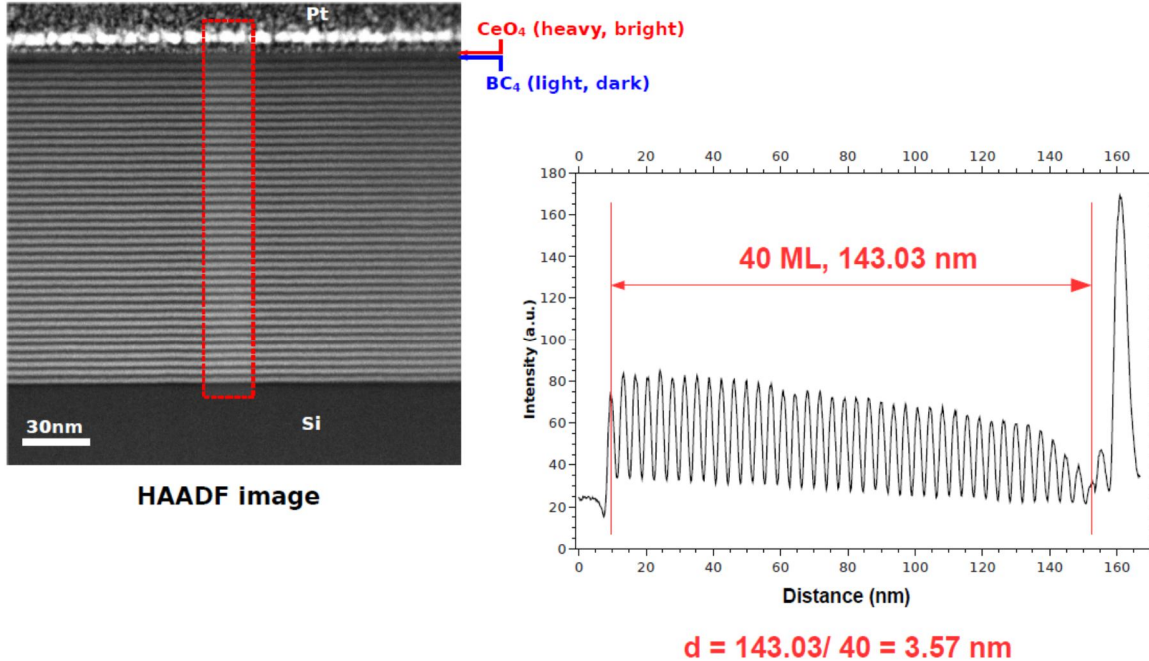 Pt
CeO₄ (heavy, bright)
BC₄ (light, dark)
30nm
Si
HAADF image
0 20 40 60 80 100 120 140 160
180
160
140
120
100
80
60
40
20
0
Intensity (a.u.)
40 ML, 143.03 nm
0 20 40 60 80 100 120 140 160
Distance (nm)
d = 143.03/ 40 = 3.57 nm